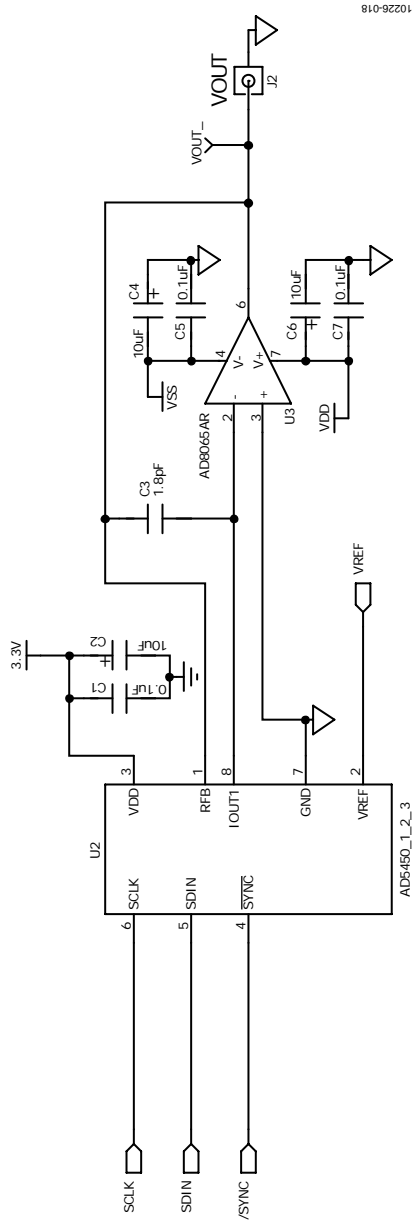 SCLK
SDIN
/SYNC
6
5
4
SCLK
SDIN
SYNC
U2
AD5450_1_2_3
VDD
RFB
IOUT1
GND
VREF
3
1
8
7
2
3.3V
C1
0.1uF
C2
+
10uF
VREF
C3
1.8pF
AD8065AR
U3
2
3
-
+
V-
V+
4
7
6
VSS
VDD
10uF
C4
+
C5
0.1uF
C6
10uF
+
C7
0.1uF
VOUT_
VOUT
J2
10226-018